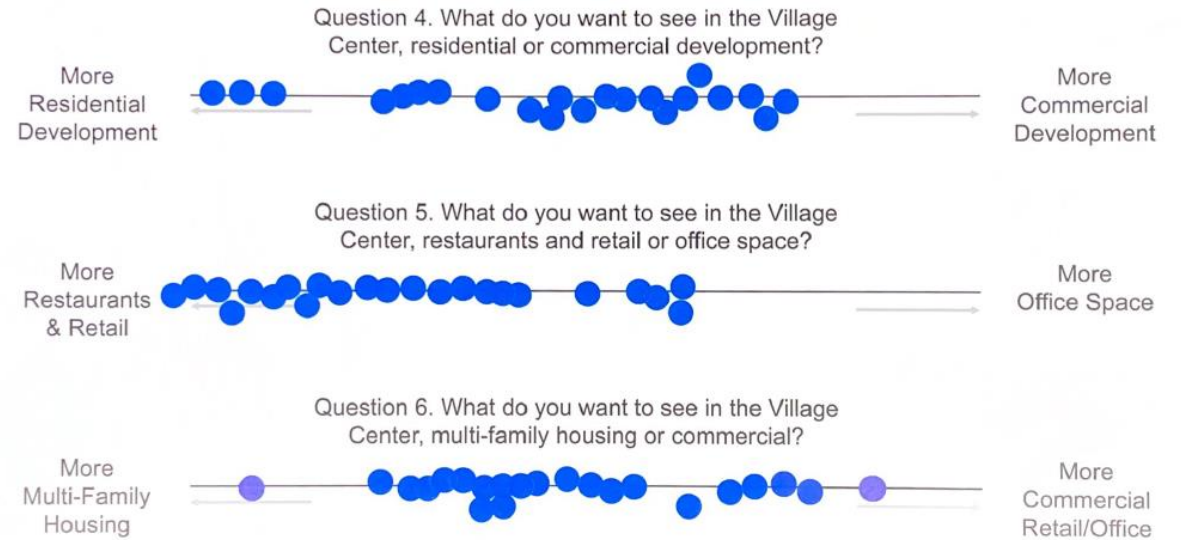 Question 4. What do you want to see in the Village
Center, residential or commercial development?
More
Residential
Development
More
Commercial
Development
Question 5. What do you want to see in the Village
Center, restaurants and retail or office space?
More
Restaurants
& Retail
More
Office Space
Question 6. What do you want to see in the Village
Center, multi-family housing or commercial?
More
Multi-Family
Housing
More
Commercial
Retail/Office